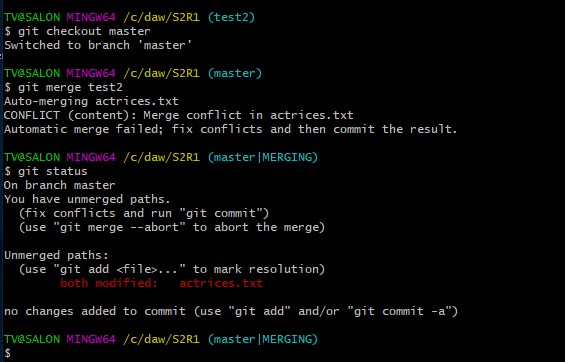 TV@SALON MINGW64 /c/daw/S2R1 (test2)
$ git checkout master
Switched to branch 'master'
TV@SALON MINGW64 /c/daw/S2R1 (master)
$ git merge test2
Auto-merging actrices.txt
CONFLICT (content): Merge conflict in actrices.txt
Automatic merge failed; fix conflicts and then commit the result.
TV@SALON MINGW64 /c/daw/S2R1 (master|MERGING)
$ git status
On branch master
You have unmerged paths.
  (fix conflicts and run "git commit")
  (use "git merge --abort" to abort the merge)
Unmerged paths:
  (use "git add <file>..." to mark resolution)
        both modified:   actrices.txt
no changes added to commit (use "git add" and/or "git commit -a")
TV@SALON MINGW64 /c/daw/S2R1 (master|MERGING)
$